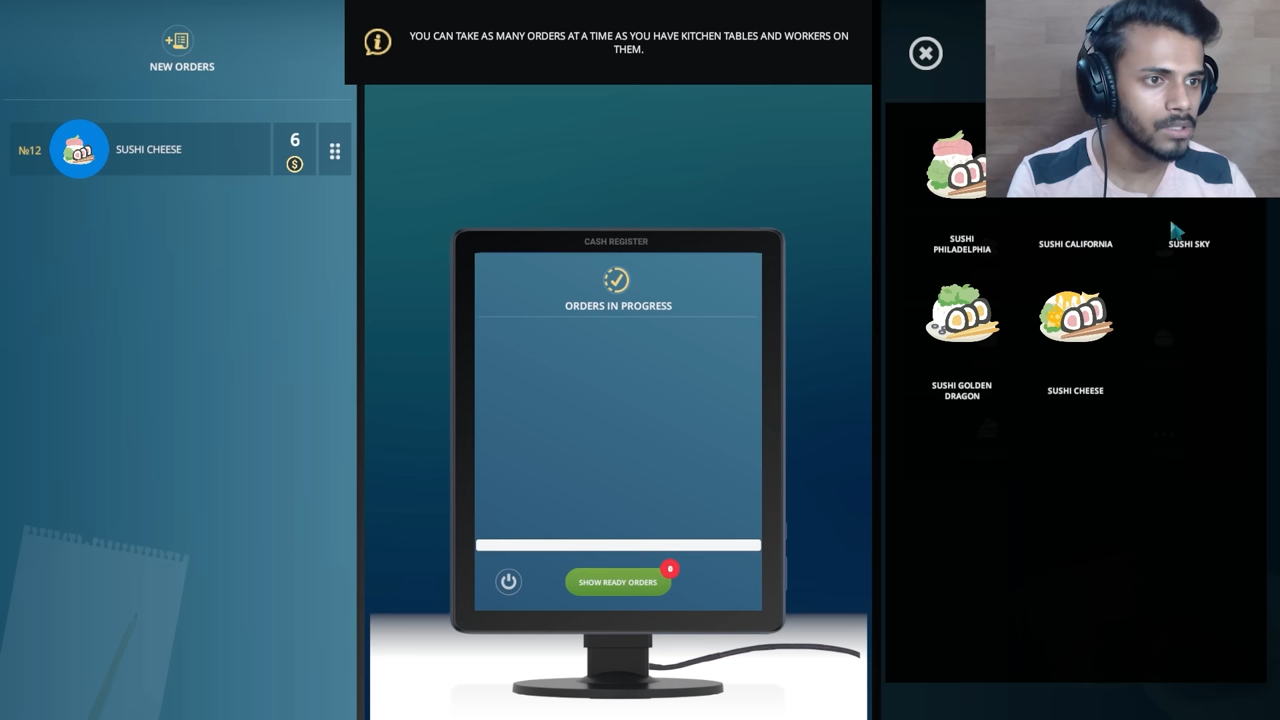 NEW ORDERS
№12
SUSHI CHEESE
6
YOU CAN TAKE AS MANY ORDERS AT A TIME AS YOU HAVE KITCHEN TABLES AND WORKERS ON
THEM.
CASH REGISTER
ORDERS IN PROGRESS
SHOW READY ORDERS
0
SUSHI
PHILADELPHIA
SUSHI CALIFORNIA
SUSHI SKY
SUSHI GOLDEN
DRAGON
SUSHI CHEESE